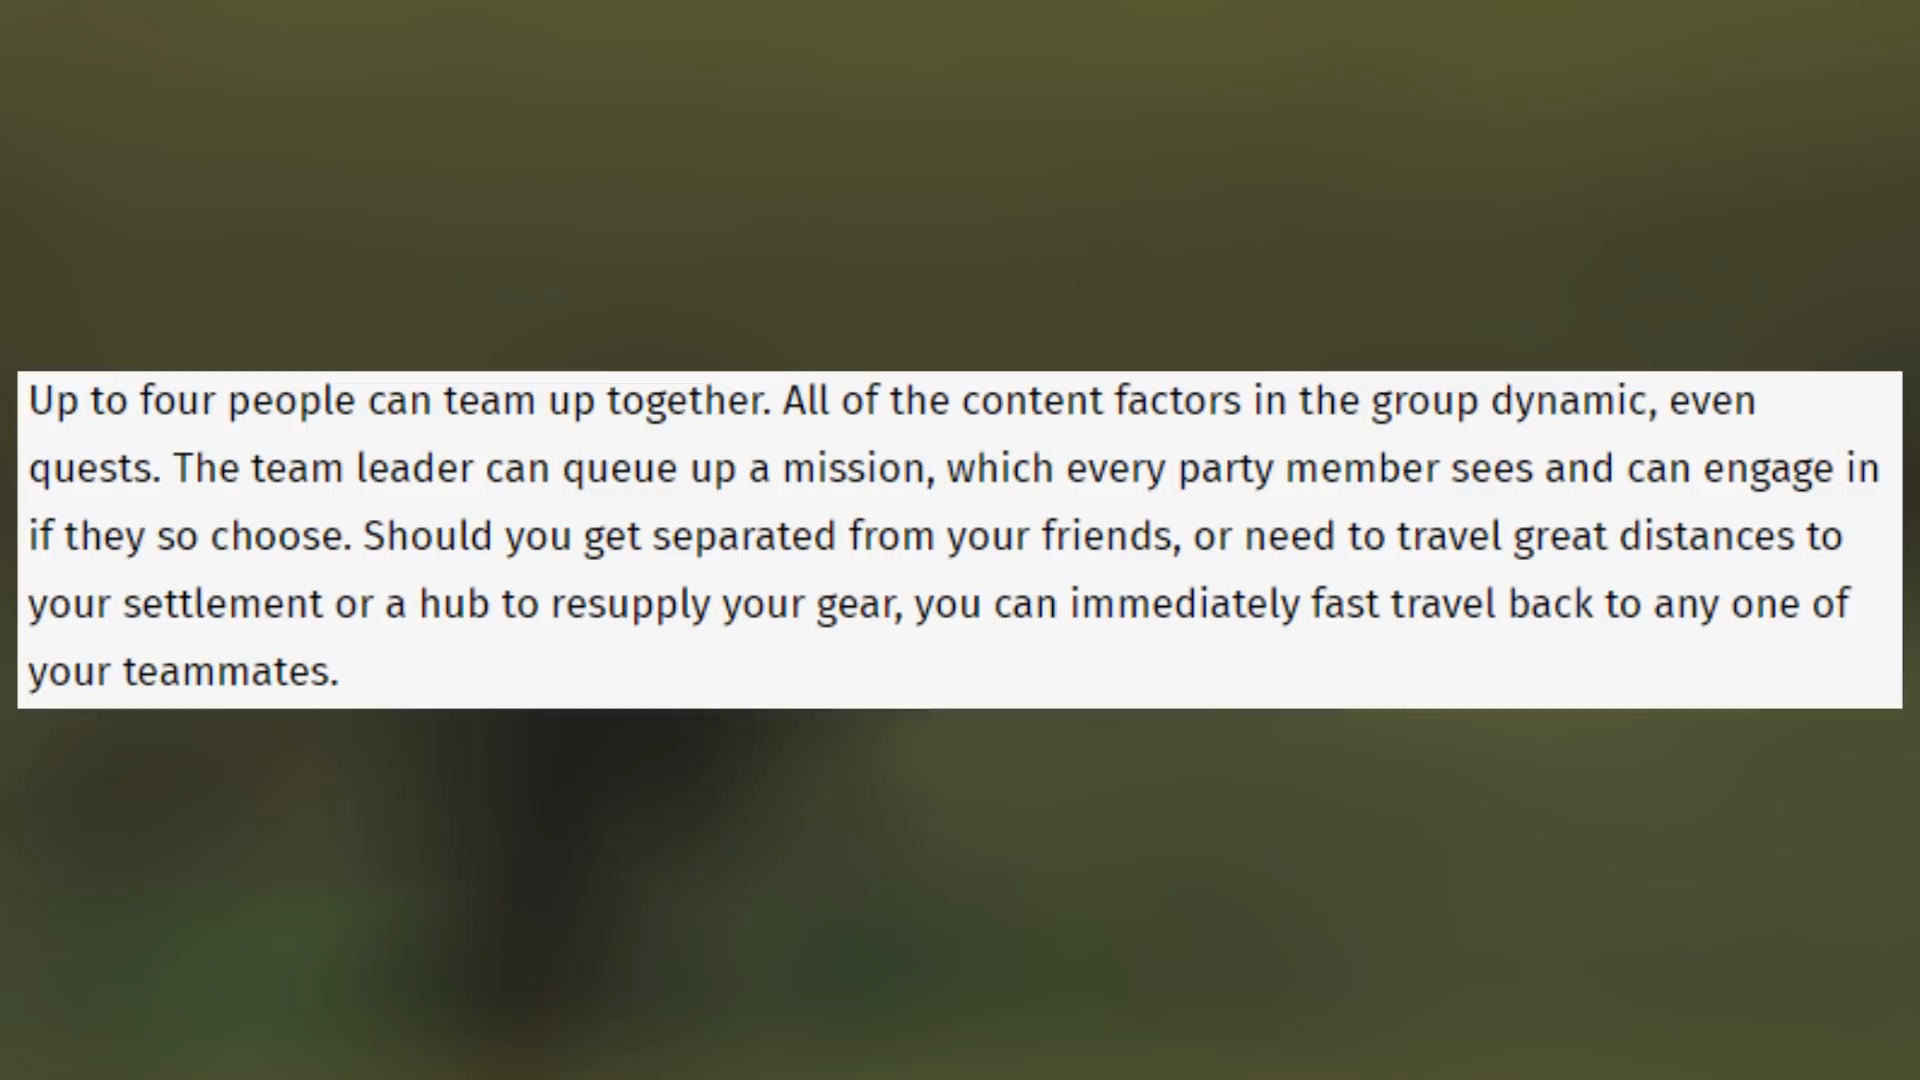 Up to four people can team up together. All of the content factors in the group dynamic, even
quests. The team leader can queue up a mission, which every party member sees and can engage in
if they so choose. Should you get separated from your friends, or need to travel great distances to
your settlement or a hub to resupply your gear, you can immediately fast travel back to any one of
your teammates.